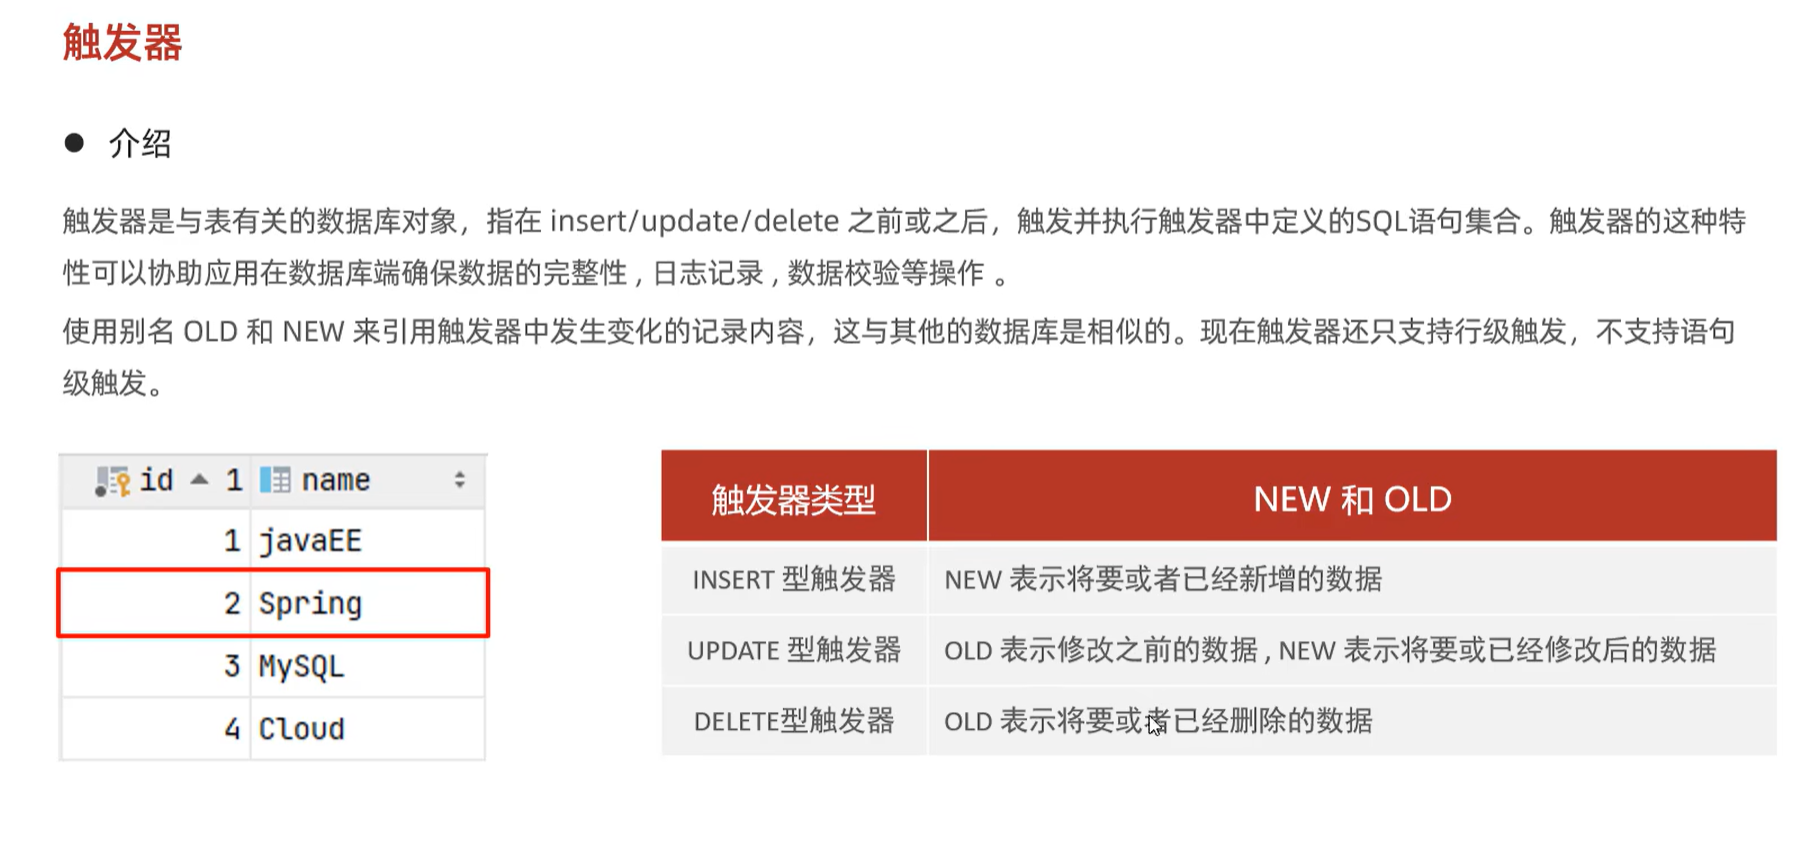 触发器
● 介绍
触发器是与表有关的数据库对象，指在 insert/update/delete 之前或之后，触发并执行触发器中定义的SQL语句集合。触发器的这种特
性可以协助应用在数据库端确保数据的完整性 , 日志记录 , 数据校验等操作 。
使用别名 OLD 和 NEW 来引用触发器中发生变化的记录内容，这与其他的数据库是相似的。现在触发器还只支持行级触发，不支持语句
级触发。
id 1 name
1 javaEE
2 Spring
3 MySQL
4 Cloud
触发器类型 NEW 和 OLD
INSERT 型触发器 NEW 表示将要或者已经新增的数据
UPDATE 型触发器 OLD 表示修改之前的数据 , NEW 表示将要或已经修改后的数据
DELETE型触发器 OLD 表示将要或者已经删除的数据